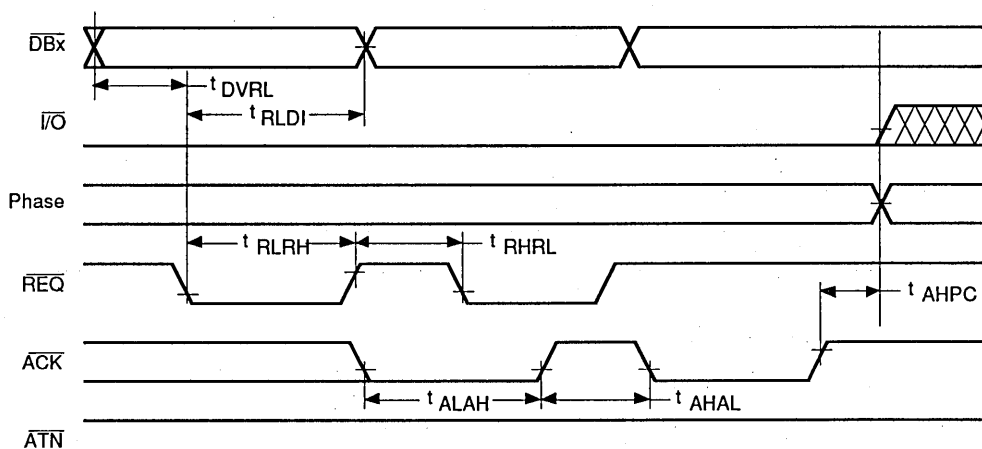 DBx
t DVRL
t RLDI
I/O
Phase
t RLRH
t RHRL
REQ
t AHPC
ACK
t ALAH
t AHAL
ATN